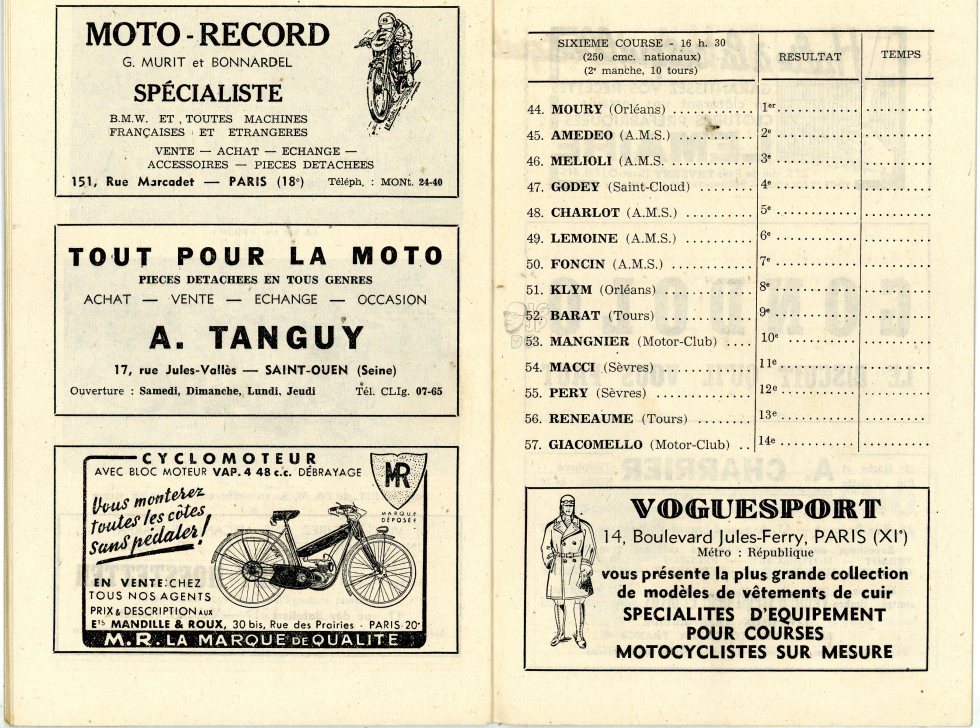 MOTO - RECORD
G. MURIT et BONNARDEL
SPÉCIALISTE
B.M.W. ET TOUTES MACHINES
FRANÇAISES ET ETRANGERES
VENTE — ACHAT — ECHANGE —
ACCESSOIRES — PIECES DETACHEES
151, Rue Marcadet — PARIS (18e) Téléph. : MONt. 24-40
TOUT POUR LA MOTO
PIECES DETACHEES EN TOUS GENRES
ACHAT — VENTE — ECHANGE — OCCASION
A. TANGUY
17, rue Jules-Vallès — SAINT-OUEN (Seine)
Ouverture : Samedi, Dimanche, Lundi, Jeudi Tél. CLIg. 07-65
CYCLOMOTEUR
AVEC BLOC MOTEUR VAP. 4 48 c.c. DÉBRAYAGE
MR
MARQUE
DÉPOSÉE
Vous monterez
toutes les côtes
sans pédaler!
EN VENTE: CHEZ
TOUS NOS AGENTS
PRIX & DESCRIPTION AUX
Ets MANDILLE & ROUX, 30 bis, Rue des Prairies - PARIS-20e
M.R. LA MARQUE DE QUALITÉ
SIXIEME COURSE - 16 h. 30
(250 cmc. nationaux)
(2e manche, 10 tours)
RESULTAT
TEMPS
44. MOURY (Orléans) 1er
45. AMEDEO (A.M.S.) 2e
46. MELIOLI (A.M.S. 3e
47. GODEY (Saint-Cloud) 4e
48. CHARLOT (A.M.S.) 5e
49. LEMOINE (A.M.S.) 6e
50. FONCIN (A.M.S.) 7e
51. KLYM (Orléans) 8e
52. BARAT (Tours) 9e
53. MANGNIER (Motor-Club) 10e
54. MACCI (Sèvres) 11e
55. PERY (Sèvres) 12e
56. RENEAUME (Tours) 13e
57. GIACOMELLO (Motor-Club) 14e
VOGUESPORT
14, Boulevard Jules-Ferry, PARIS (XIe)
Métro : République
vous présente la plus grande collection
de modèles de vêtements de cuir
SPECIALITES D'EQUIPEMENT
POUR COURSES
MOTOCYCLISTES SUR MESURE